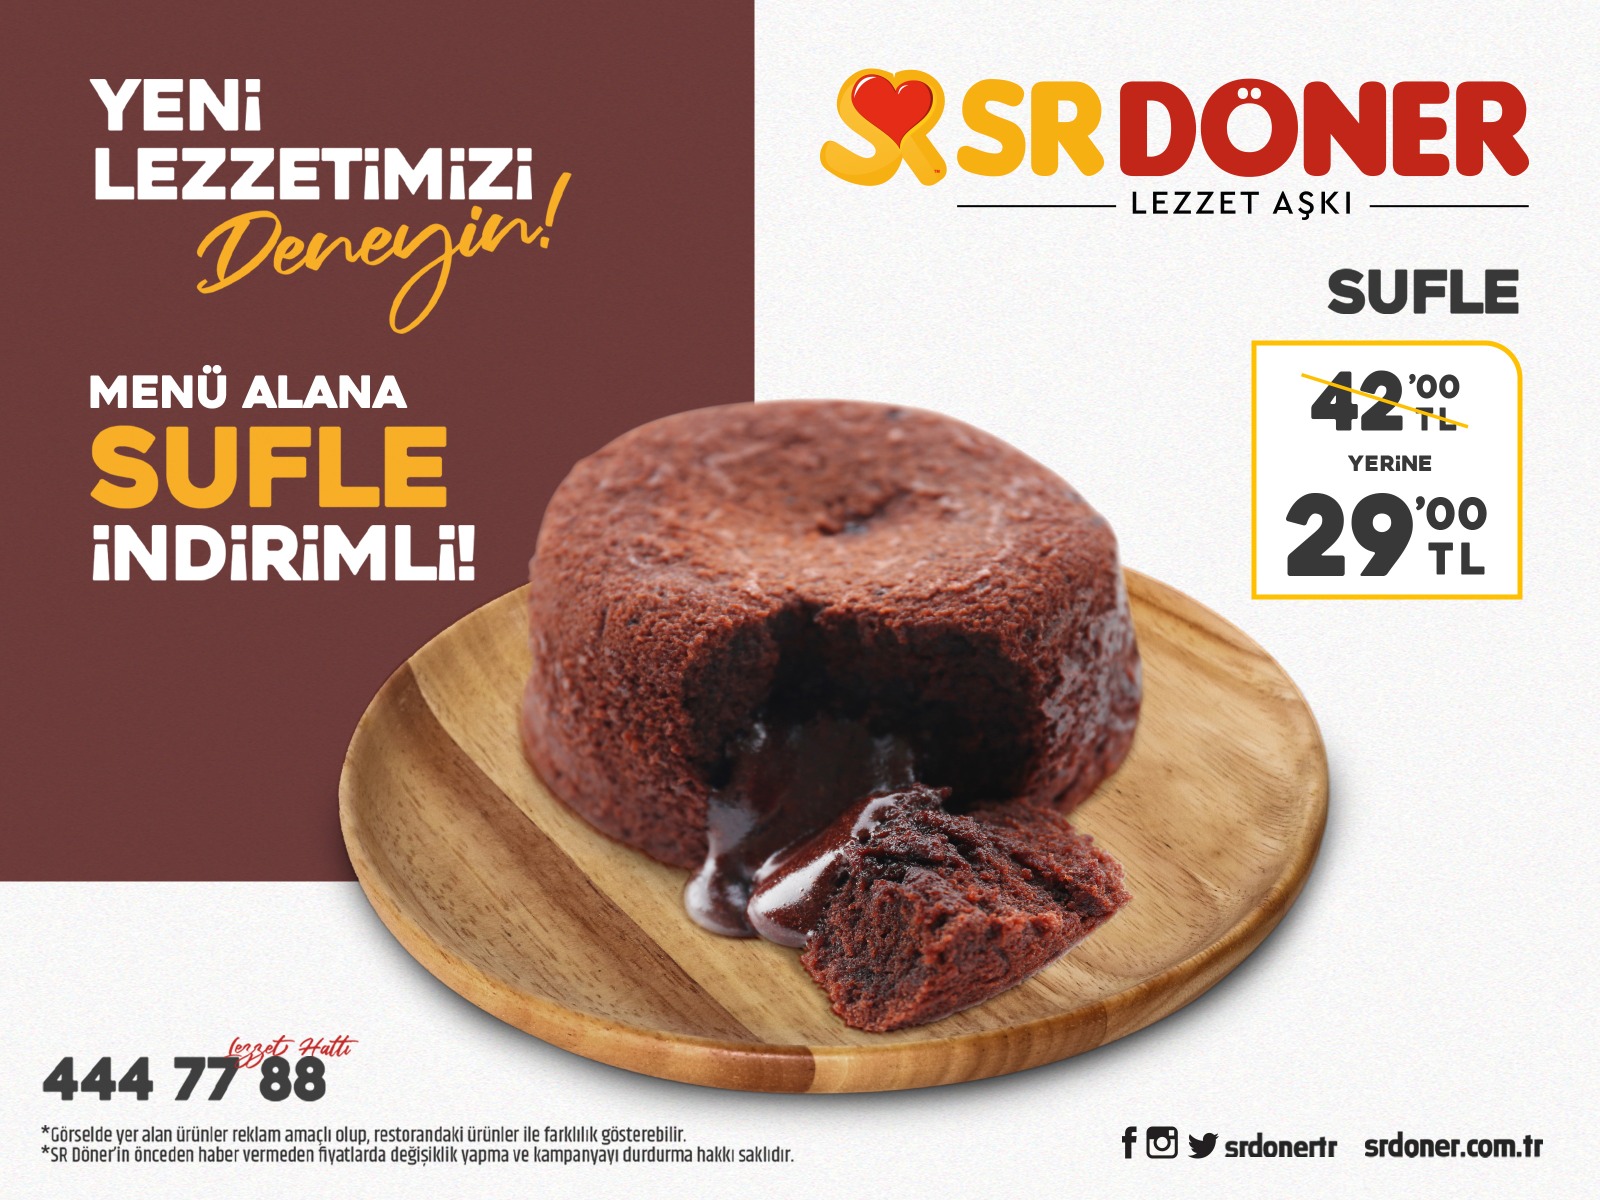 YENİ
LEZZETİMİZİ
Deneyin!
MENÜ ALANA
SUFLE
İNDİRİMLİ!
SR DÖNER
LEZZET AŞKI
SUFLE
42'00 TL
YERİNE
29'00 TL
Lezzet Hattı
444 77 88
*Görselde yer alan ürünler reklam amaçlı olup, restorandaki ürünler ile farklılık gösterebilir.
*SR Döner'in önceden haber vermeden fiyatlarda değişiklik yapma ve kampanyayı durdurma hakkı saklıdır.
srdonertr srdoner.com.tr